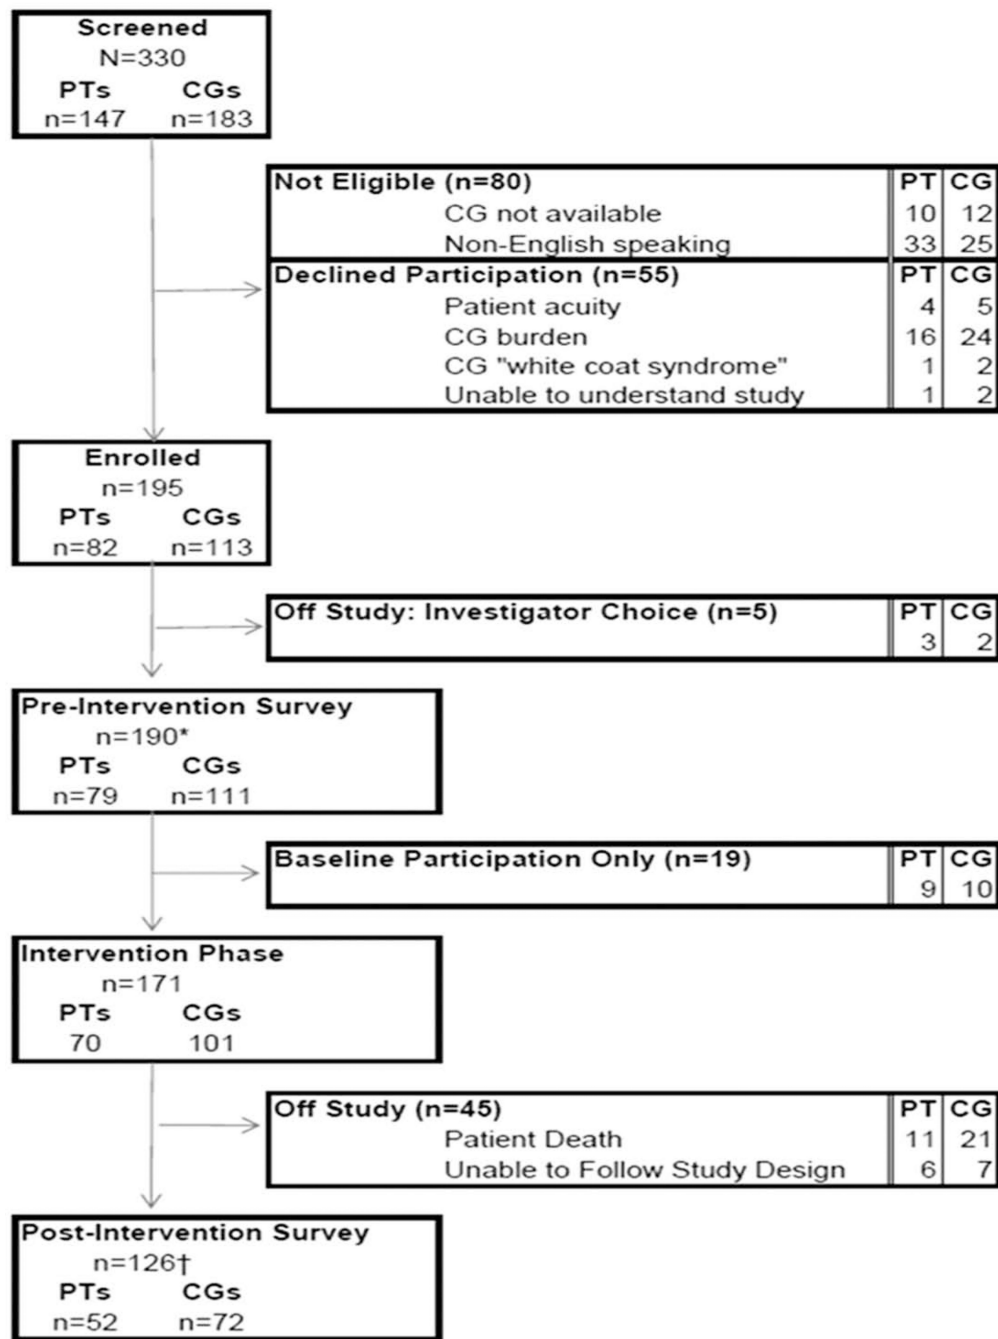 Screened
N=330
PTs CGs
n=147 n=183
Not Eligible (n=80) PT CG
CG not available 10 12
Non-English speaking 33 25
Declined Participation (n=55) PT CG
Patient acuity 4 5
CG burden 16 24
CG "white coat syndrome" 1 2
Unable to understand study 1 2
Enrolled
n=195
PTs CGs
n=82 n=113
Off Study: Investigator Choice (n=5) PT CG
3 2
Pre-Intervention Survey
n=190*
PTs CGs
n=79 n=111
Baseline Participation Only (n=19) PT CG
9 10
Intervention Phase
n=171
PTs CGs
70 101
Off Study (n=45) PT CG
Patient Death 11 21
Unable to Follow Study Design 6 7
Post-Intervention Survey
n=126†
PTs CGs
n=52 n=72